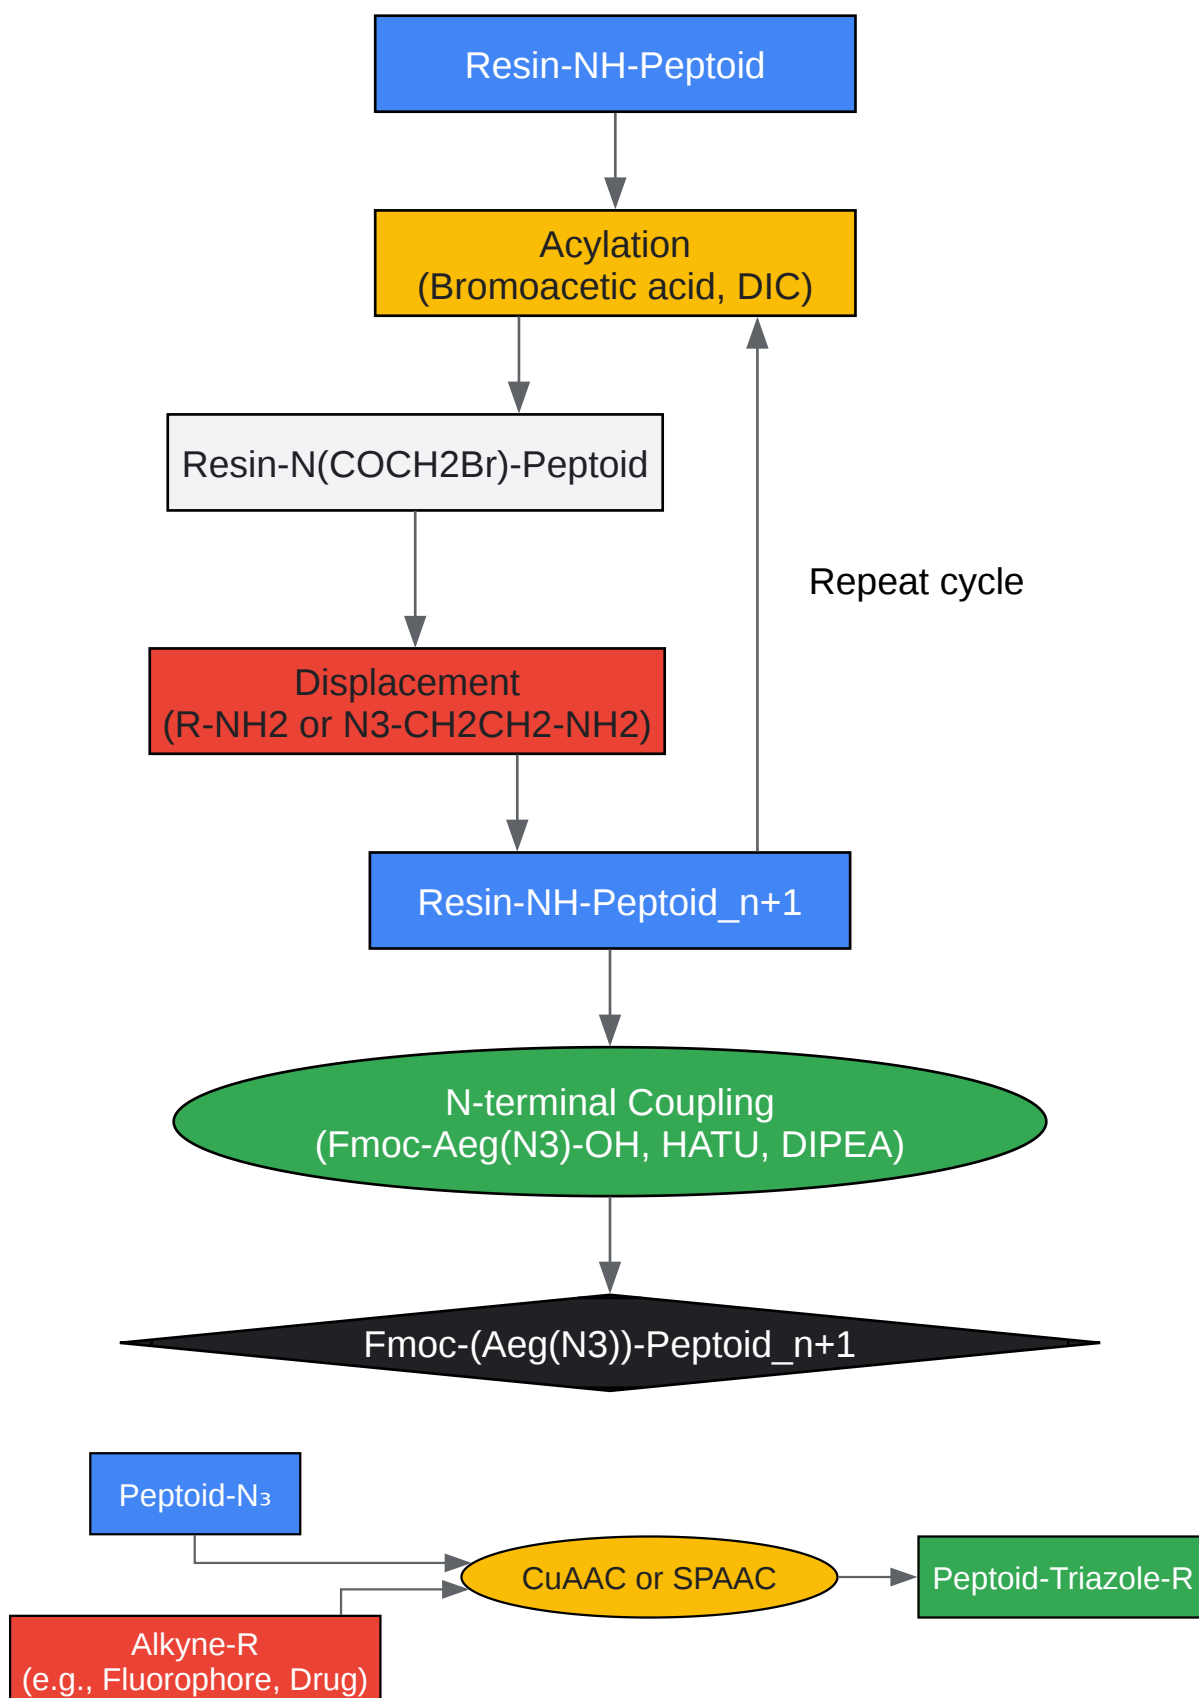 Resin-NH-Peptoid
Acylation
(Bromoacetic acid, DIC)
Resin-N(COCH2Br)-Peptoid
Repeat cycle
Displacement
(R-NH2 or N3-CH2CH2-NH2)
Resin-NH-Peptoid_n+1
N-terminal Coupling
(Fmoc-Aeg(N3)-OH, HATU, DIPEA)
Fmoc-(Aeg(N3))-Peptoid_n+1
Peptoid-N₃
CuAAC or SPAAC
Peptoid-Triazole-R
Alkyne-R
(e.g., Fluorophore, Drug)